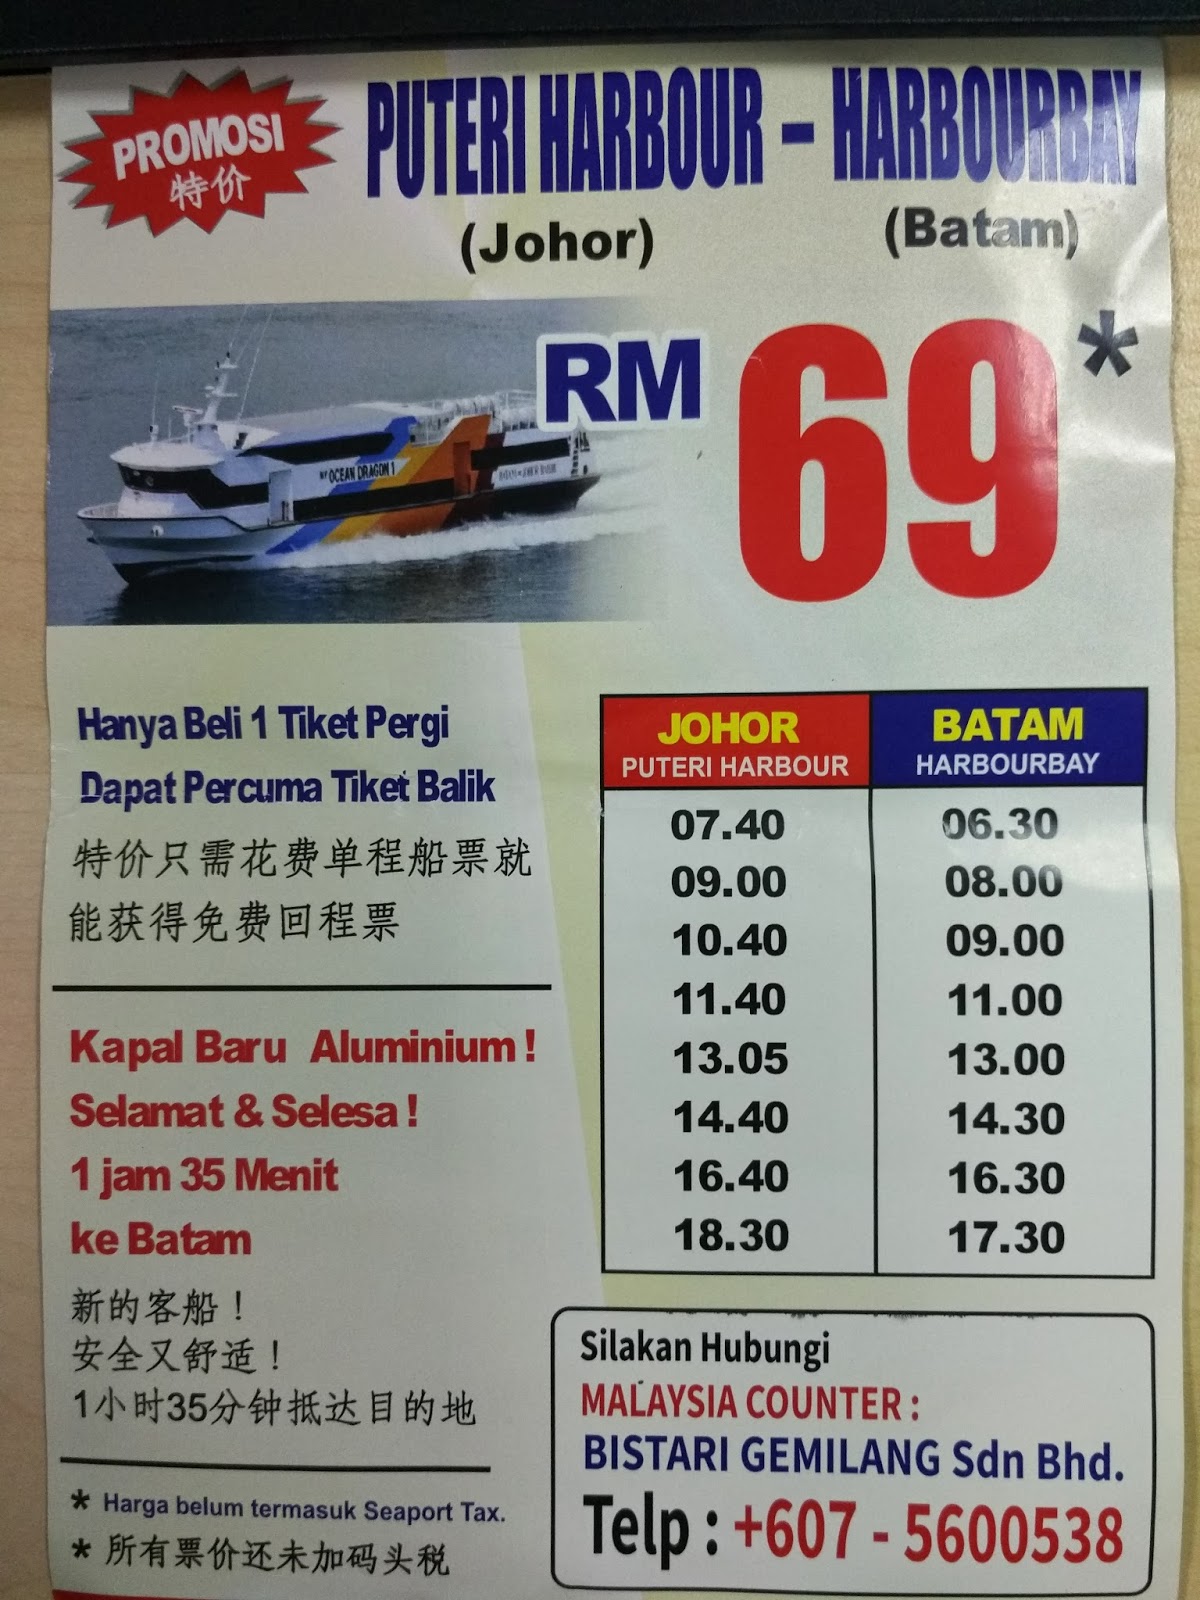 PROMOSI
特价
PUTERI HARBOUR - HARBOURBAY
(Johor) (Batam)
RM 69*
MV OCEAN DRAGON 1
Hanya Beli 1 Tiket Pergi
Dapat Percuma Tiket Balik
特价只需花费单程船票就
能获得免费回程票
Kapal Baru Aluminium !
Selamat & Selesa !
1 jam 35 Menit
ke Batam
新的客船！
安全又舒适！
1小时35分钟抵达目的地
* Harga belum termasuk Seaport Tax.
* 所有票价还未加码头税
JOHOR BATAM
PUTERI HARBOUR HARBOURBAY
07.40 06.30
09.00 08.00
10.40 09.00
11.40 11.00
13.05 13.00
14.40 14.30
16.40 16.30
18.30 17.30
Silakan Hubungi
MALAYSIA COUNTER :
BISTARI GEMILANG Sdn Bhd.
Telp : +607 - 5600538